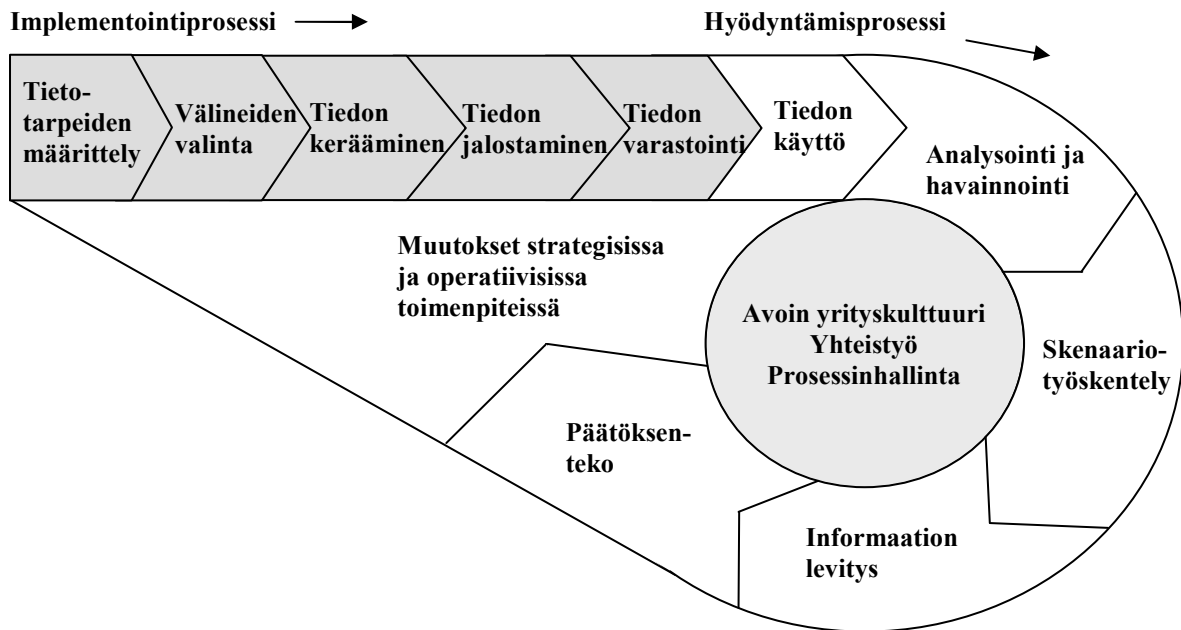 Implementointiprosessi
Hyödyntämisprosessi
Tieto-
tarpeiden
määrittely
Välineiden
valinta
Tiedon
kerääminen
Tiedon
jalostaminen
Tiedon
varastointi
Tiedon
käyttö
Analysointi ja
havainnointi
Skenaario-
työskentely
Informaation
levitys
Päätöksen-
teko
Muutokset strategisissa
ja operatiivisissa
toimenpiteissä
Avoin yrityskulttuuri
Yhteistyö
Prosessinhallinta